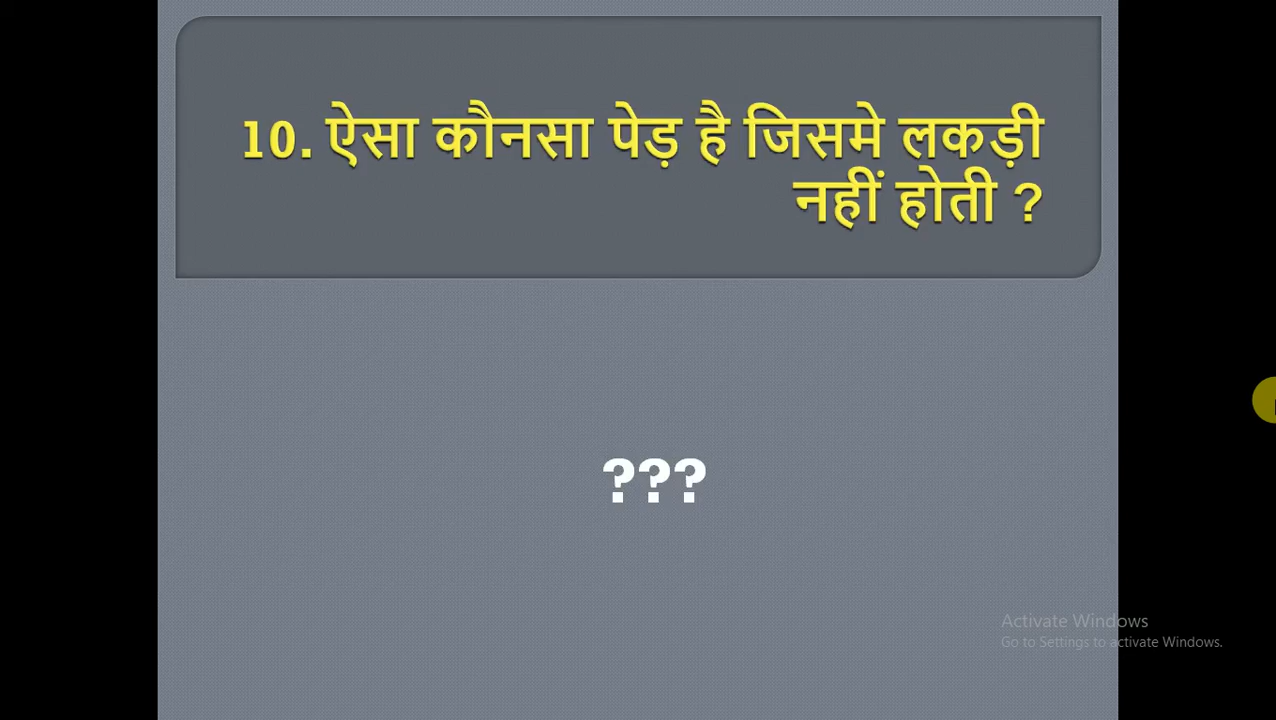 10. ऐसा कौनसा पेड़ है जिसमे लकड़ी
नहीं होती ?
???
Activate Windows
Go to Settings to activate Windows.